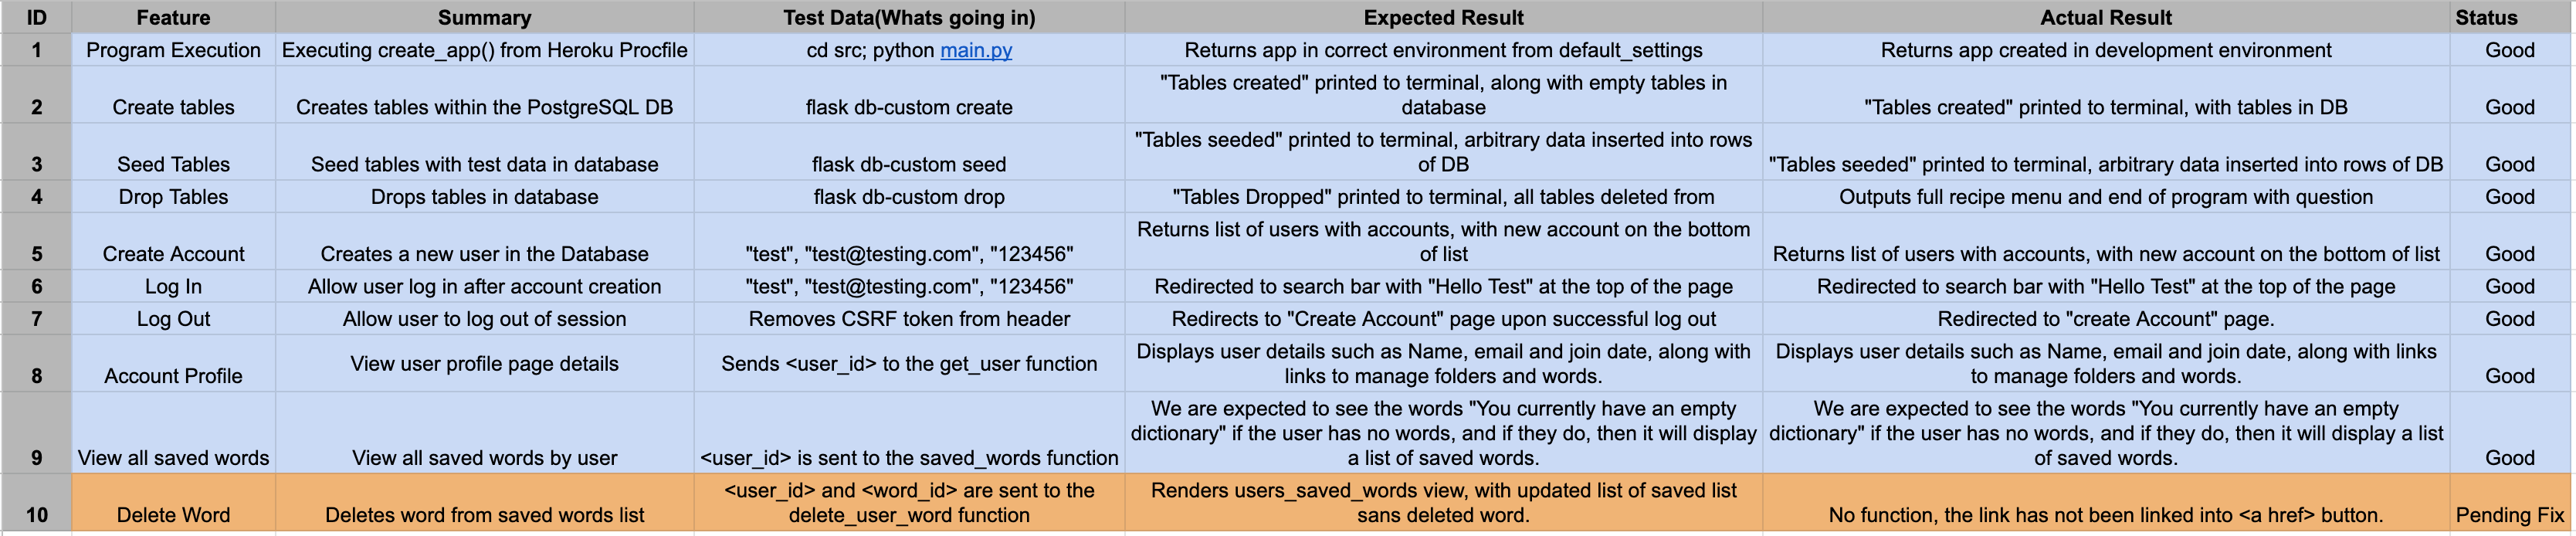 ID Feature Summary Test Data(Whats going in) Expected Result Actual Result Status
1 Program Execution Executing create_app() from Heroku Procfile cd src; python main.py Returns app in correct environment from default_settings Returns app created in development environment Good
"Tables created" printed to terminal, along with empty tables in
2 Create tables Creates tables within the PostgreSQL DB flask db-custom create database "Tables created" printed to terminal, with tables in DB Good
"Tables seeded" printed to terminal, arbitrary data inserted into rows
3 Seed Tables Seed tables with test data in database flask db-custom seed of DB "Tables seeded" printed to terminal, arbitrary data inserted into rows of DB Good
4 Drop Tables Drops tables in database flask db-custom drop "Tables Dropped" printed to terminal, all tables deleted from Outputs full recipe menu and end of program with question Good
Returns list of users with accounts, with new account on the bottom
5 Create Account Creates a new user in the Database "test", "test@testing.com", "123456" of list Returns list of users with accounts, with new account on the bottom of list Good
6 Log In Allow user log in after account creation "test", "test@testing.com", "123456" Redirected to search bar with "Hello Test" at the top of the page Redirected to search bar with "Hello Test" at the top of the page Good
7 Log Out Allow user to log out of session Removes CSRF token from header Redirects to "Create Account" page upon successful log out Redirected to "create Account" page. Good
View user profile page details Sends <user_id> to the get_user function Displays user details such as Name, email and join date, along with Displays user details such as Name, email and join date, along with links
8 Account Profile links to manage folders and words. to manage folders and words. Good
We are expected to see the words "You currently have an empty We are expected to see the words "You currently have an empty
dictionary" if the user has no words, and if they do, then it will display dictionary" if the user has no words, and if they do, then it will display a list
9 View all saved words View all saved words by user <user_id> is sent to the saved_words function a list of saved words. of saved words. Good
<user_id> and <word_id> are sent to the Renders users_saved_words view, with updated list of saved list
10 Delete Word Deletes word from saved words list delete_user_word function sans deleted word. No function, the link has not been linked into <a href> button. Pending Fix